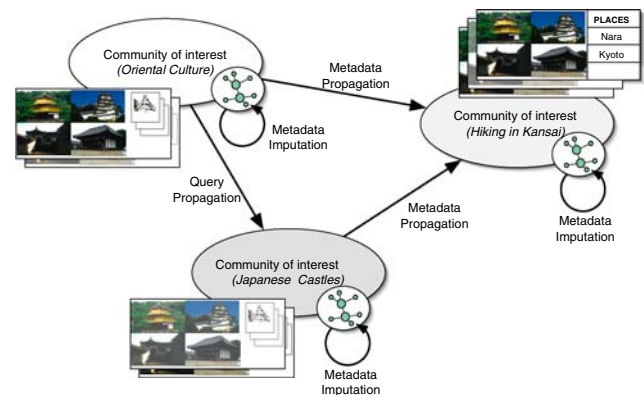 Community of interest
(Oriental Culture)
Metadata
Propagation
PLACES
Nara
Kyoto
Community of interest
(Hiking in Kansai)
Metadata
Imputation
Query
Propagation
Metadata
Propagation
Metadata
Imputation
Community of interest
(Japanese Castles)
Metadata
Imputation